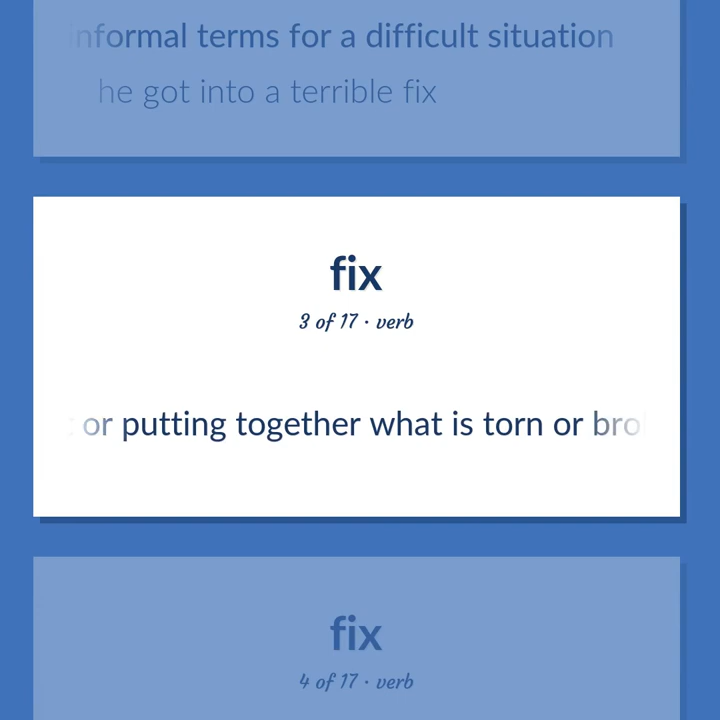 informal terms for a difficult situation
he got into a terrible fix
fix
3 of 17 · verb
or putting together what is torn or
fix
4 of 17 · verb